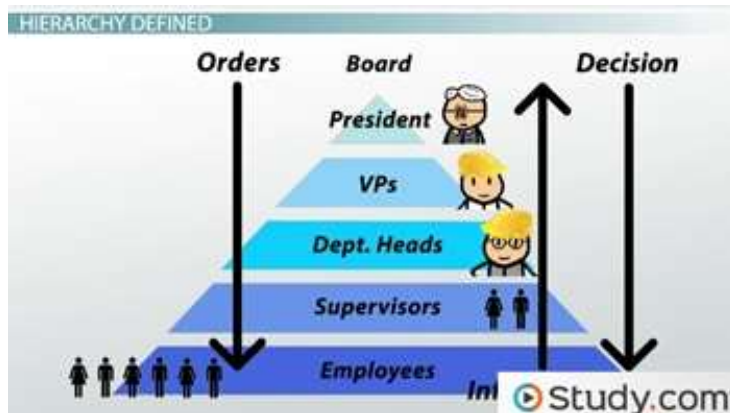 HIERARCHY DEFINED
Orders
Board
Decision
President
VPs
Dept. Heads
Supervisors
Employees
Study.com